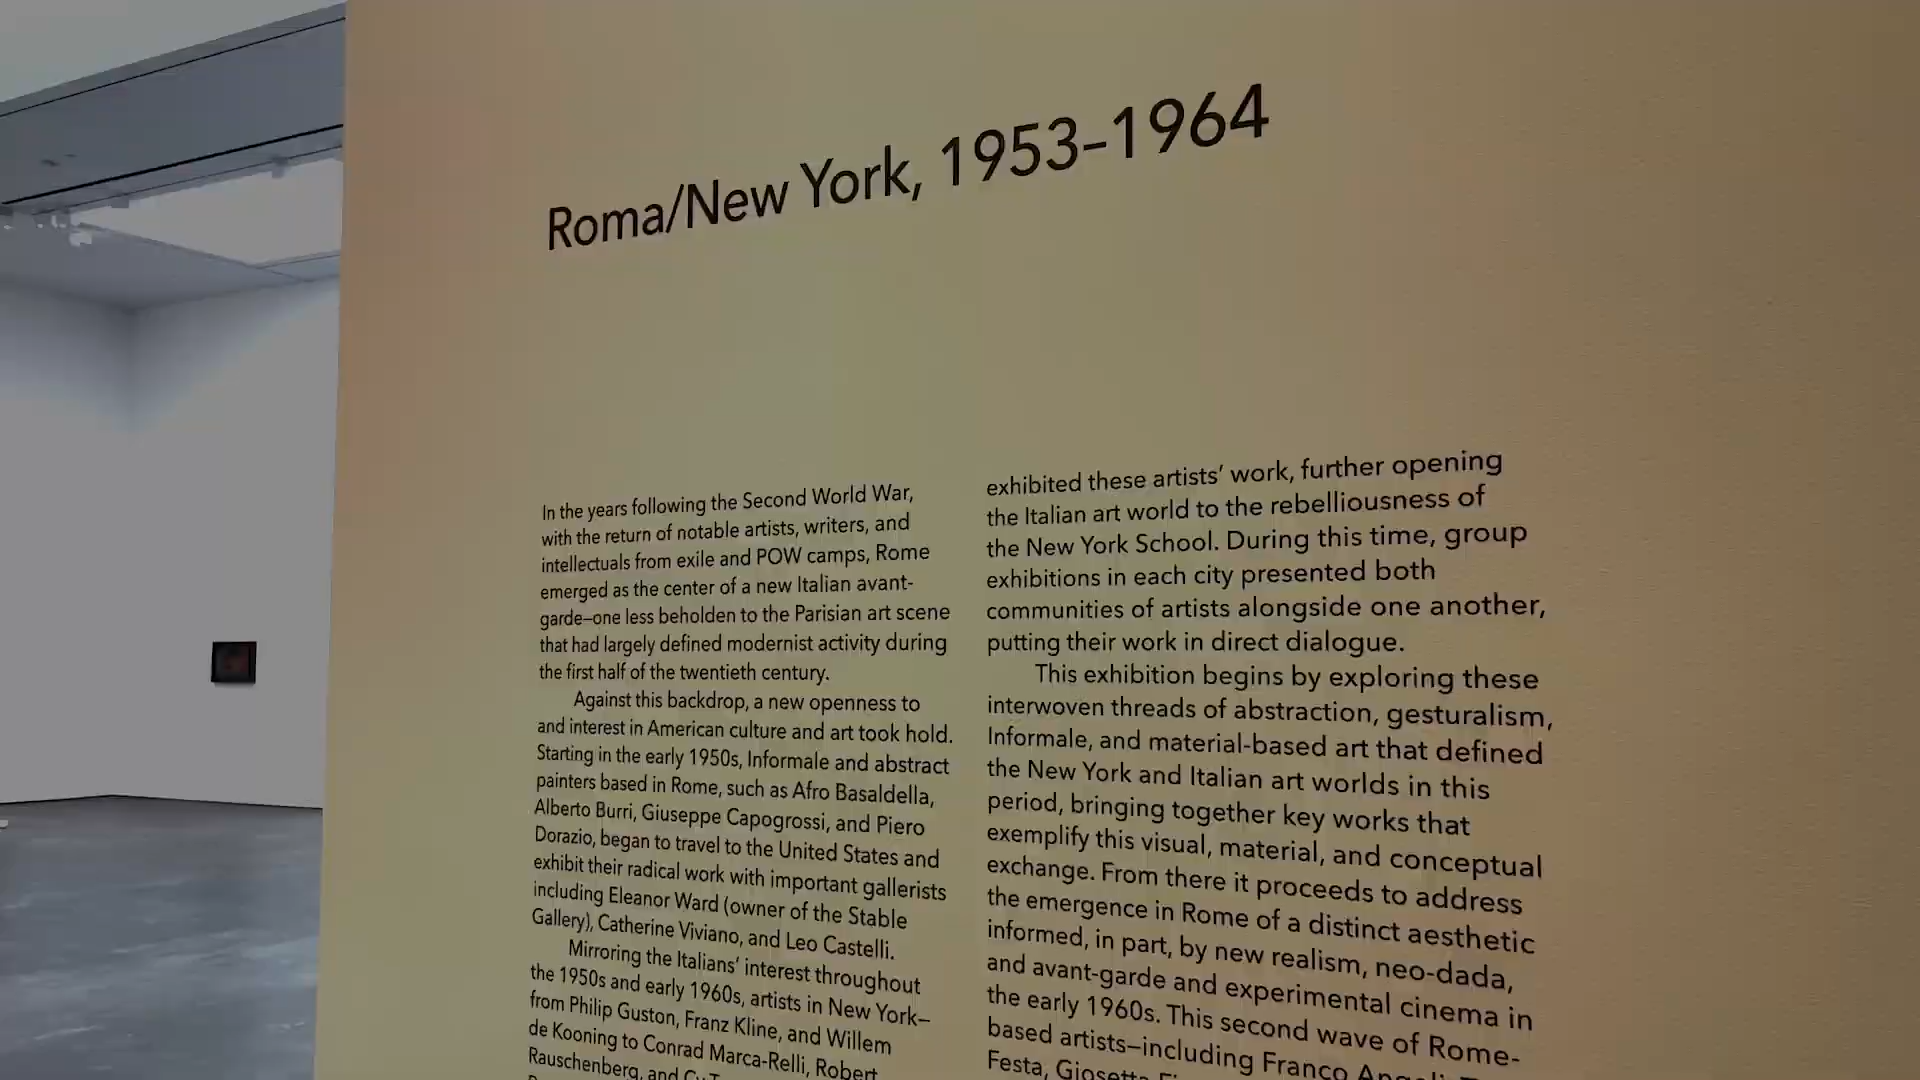 Roma/New York, 1953–1964
In the years following the Second World War,
with the return of notable artists, writers, and
intellectuals from exile and POW camps, Rome
emerged as the center of a new Italian avant-
garde—one less beholden to the Parisian art scene
that had largely defined modernist activity during
the first half of the twentieth century.
Against this backdrop, a new openness to
and interest in American culture and art took hold.
Starting in the early 1950s, Informale and abstract
painters based in Rome, such as Afro Basaldella,
Alberto Burri, Giuseppe Capogrossi, and Piero
Dorazio, began to travel to the United States and
exhibit their radical work with important gallerists
including Eleanor Ward (owner of the Stable
Gallery), Catherine Viviano, and Leo Castelli.
Mirroring the Italians’ interest throughout
the 1950s and early 1960s, artists in New York—
from Philip Guston, Franz Kline, and Willem
de Kooning to Conrad Marca-Relli, Robert
Rauschenberg, and
exhibited these artists’ work, further opening
the Italian art world to the rebelliousness of
the New York School. During this time, group
exhibitions in each city presented both
communities of artists alongside one another,
putting their work in direct dialogue.
This exhibition begins by exploring these
interwoven threads of abstraction, gesturalism,
Informale, and material-based art that defined
the New York and Italian art worlds in this
period, bringing together key works that
exemplify this visual, material, and conceptual
exchange. From there it proceeds to address
the emergence in Rome of a distinct aesthetic
informed, in part, by new realism, neo-dada,
and avant-garde and experimental cinema in
the early 1960s. This second wave of Rome-
based artists—including Franco
Festa,